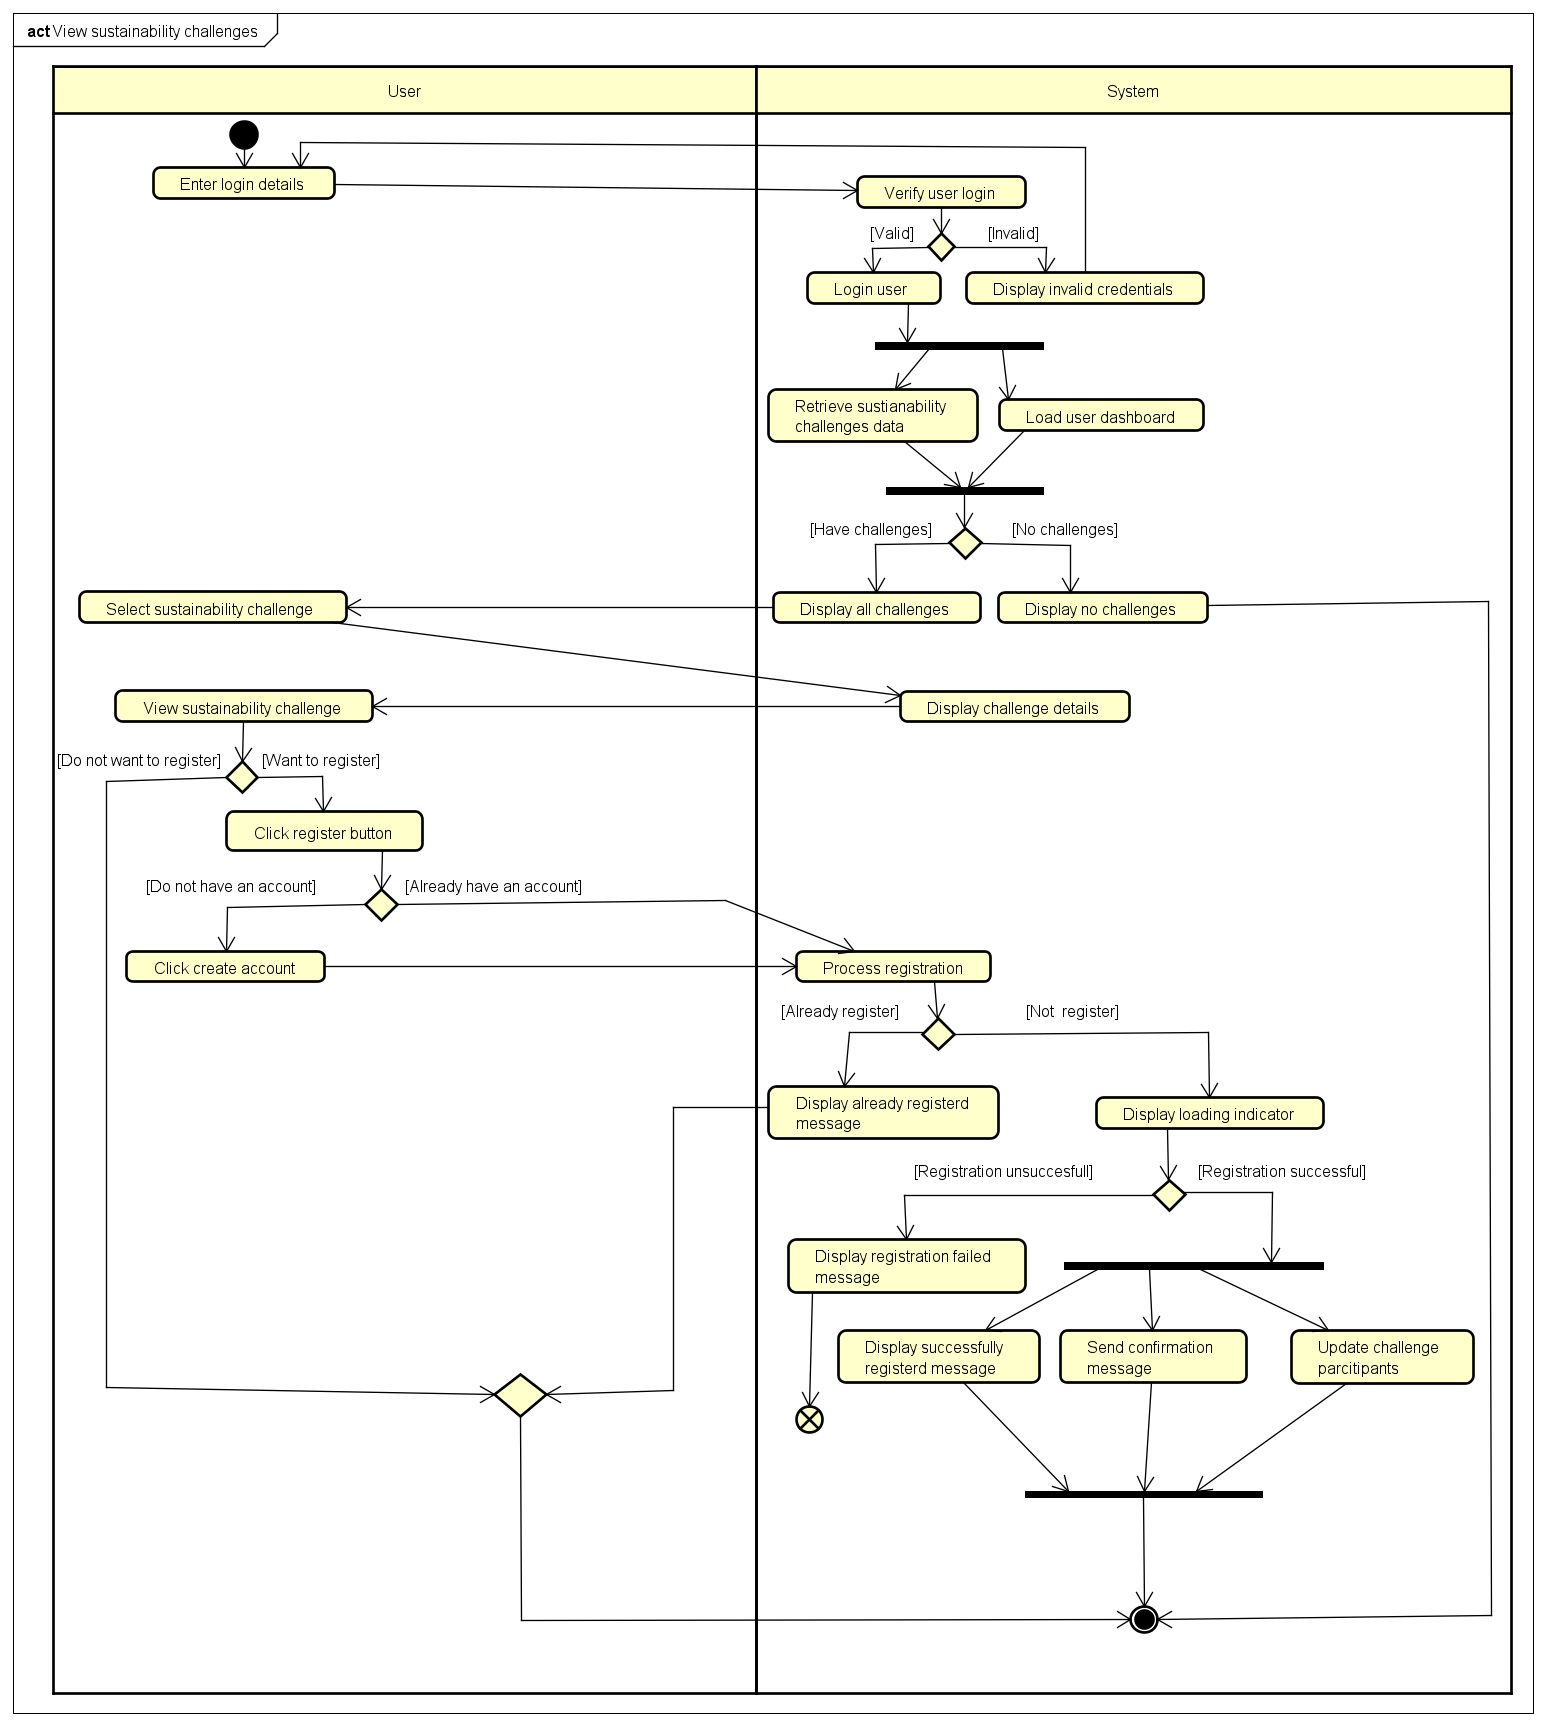 act View sustainability challenges
User
System
Enter login details
Verify user login
[Valid]
[Invalid]
Login user
Display invalid credentials
Retrieve sustianability
challenges data
Load user dashboard
[Have challenges]
[No challenges]
Select sustainability challenge
Display all challenges
Display no challenges
View sustainability challenge
Display challenge details
[Do not want to register]
[Want to register]
Click register button
[Do not have an account]
[Already have an account]
Click create account
Process registration
[Already register]
[Not  register]
Display already registerd
message
Display loading indicator
[Registration unsuccesfull]
[Registration successful]
Display registration failed
message
Display successfully
registerd message
Send confirmation
message
Update challenge
parcitipants